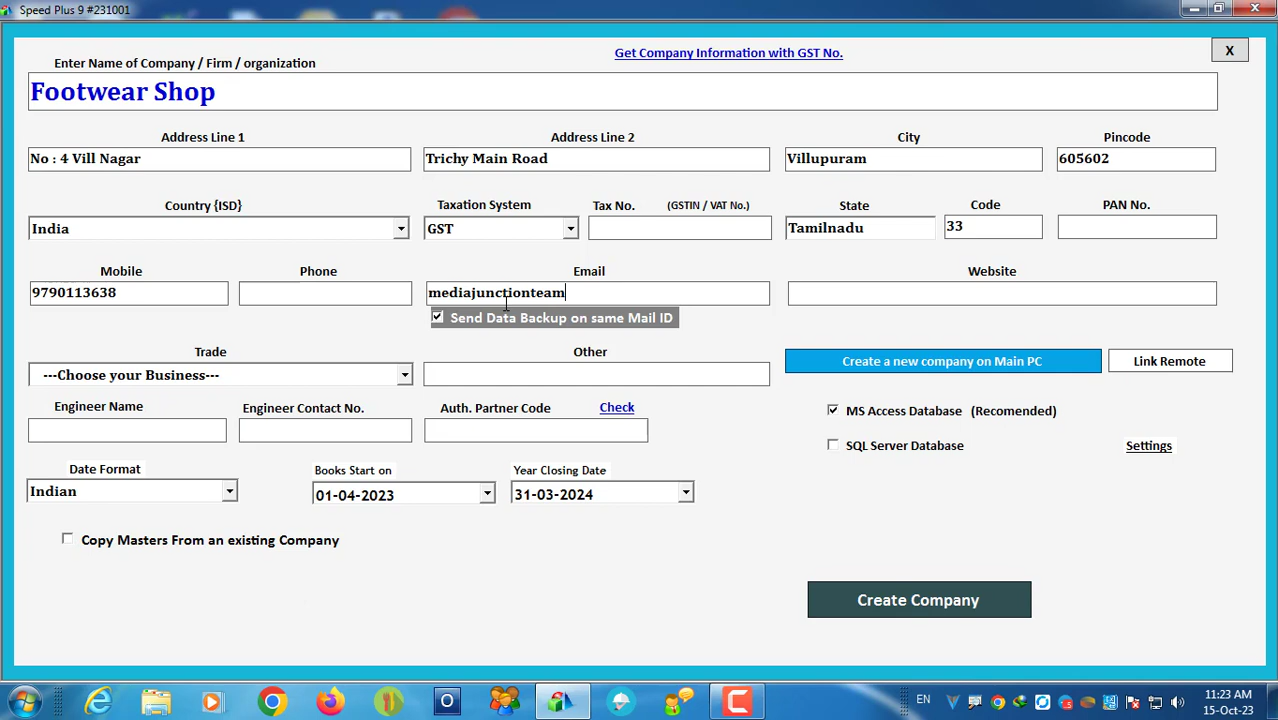 Speed Plus 9 #231001
Get Company Information with GST No.
X
Enter Name of Company / Firm / organization
Footwear Shop
Address Line 1
Address Line 2
City
Pincode
No : 4 Vill Nagar
Trichy Main Road
Villupuram
605602
Country {ISD}
Taxation System
Tax No. (GSTIN / VAT No.)
State
Code
PAN No.
India
GST
Tamilnadu
33
Mobile
Phone
Email
Website
9790113638
mediajunctionteam
Send Data Backup on same Mail ID
Trade
Other
---Choose your Business---
Create a new company on Main PC
Link Remote
Engineer Name
Engineer Contact No.
Auth. Partner Code
Check
MS Access Database (Recomended)
SQL Server Database
Settings
Date Format
Books Start on
Year Closing Date
Indian
01-04-2023
31-03-2024
Copy Masters From an existing Company
Create Company
EN
11:23 AM
15-Oct-23